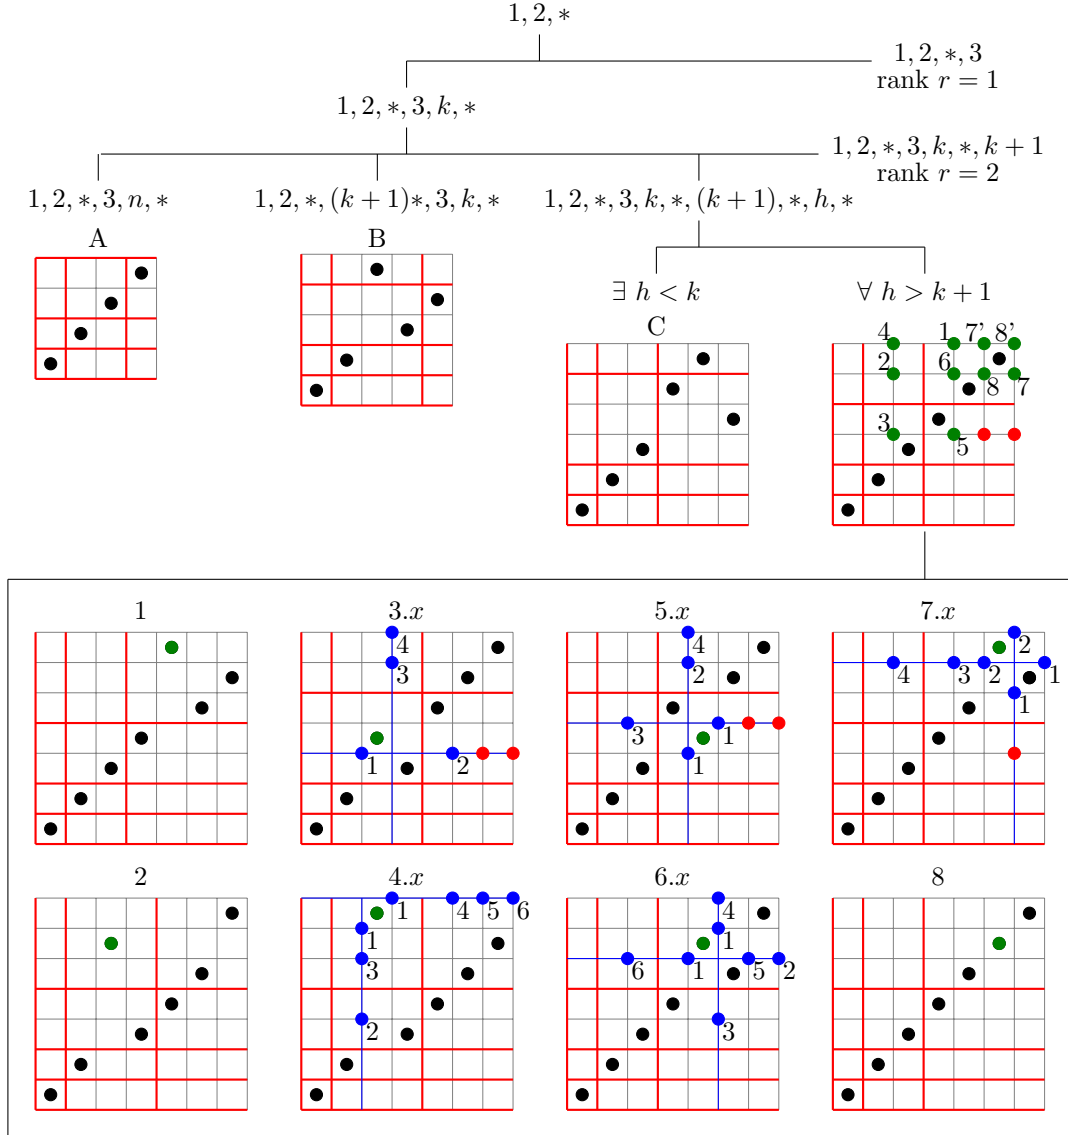 1, 2, ∗
1, 2, ∗, 3
rank r = 1
1, 2, ∗, 3, k, ∗
1, 2, ∗, 3, k, ∗, k + 1
rank r = 2
1, 2, ∗, 3, n, ∗
1, 2, ∗, (k + 1)∗, 3, k, ∗
1, 2, ∗, 3, k, ∗, (k + 1), ∗, h, ∗
A
B
∃ h < k
∀ h > k + 1
C
4 1 7' 8'
2 6 8 7
3 5
1
3.x
4
3
1 2
5.x
4
2
3 1
1
7.x
2
4 3 2 1
1
2
4.x
1 4 5 6
1
3
2
6.x
4
1
6 1 5 2
3
8